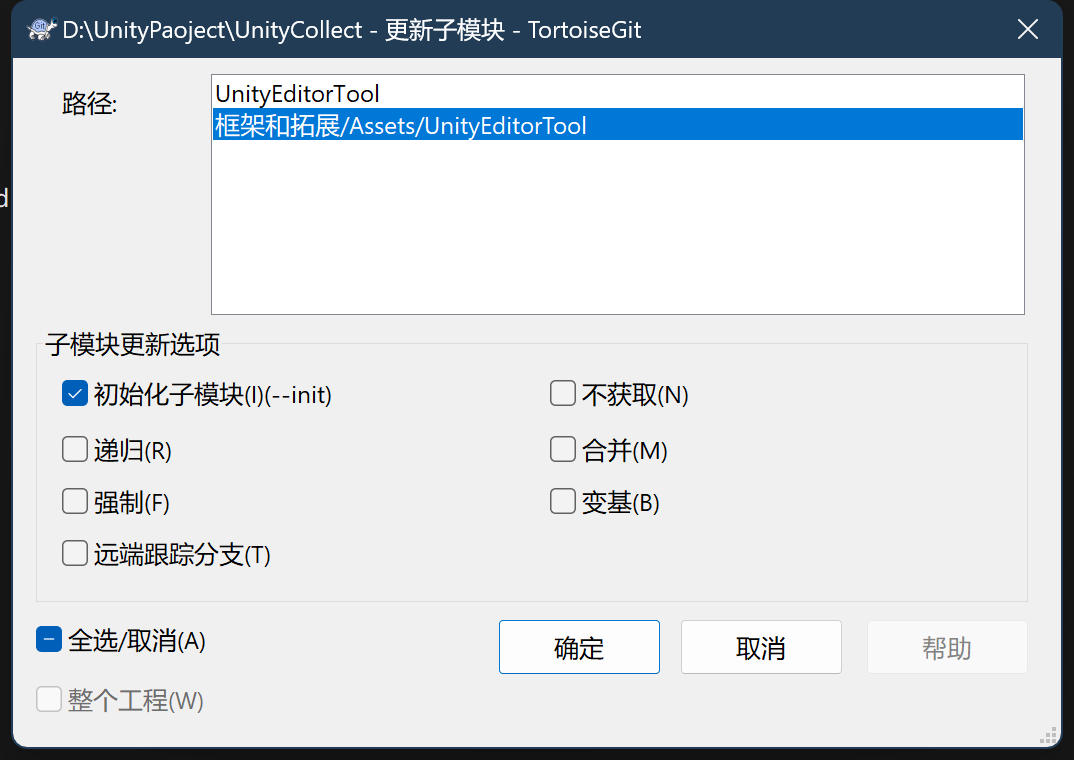 D:\UnityPaoject\UnityCollect - 更新子模块 - TortoiseGit
路径:
UnityEditorTool
框架和拓展/Assets/UnityEditorTool
d
子模块更新选项
初始化子模块(I)(--init)
不获取(N)
递归(R)
合并(M)
强制(F)
变基(B)
远端跟踪分支(T)
全选/取消(A)
确定
取消
帮助
整个工程(W)